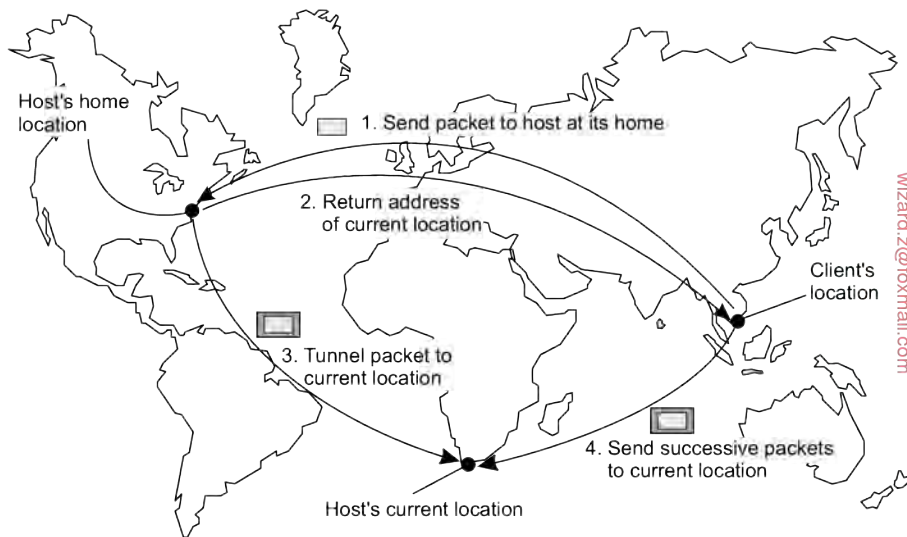 1. Send packet to host at its home
Host's home
location
2. Return address
of current location
Client's
location
3. Tunnel packet to
current location
4. Send successive packets
to current location
Host's current location
wizard.z@foxmail.com